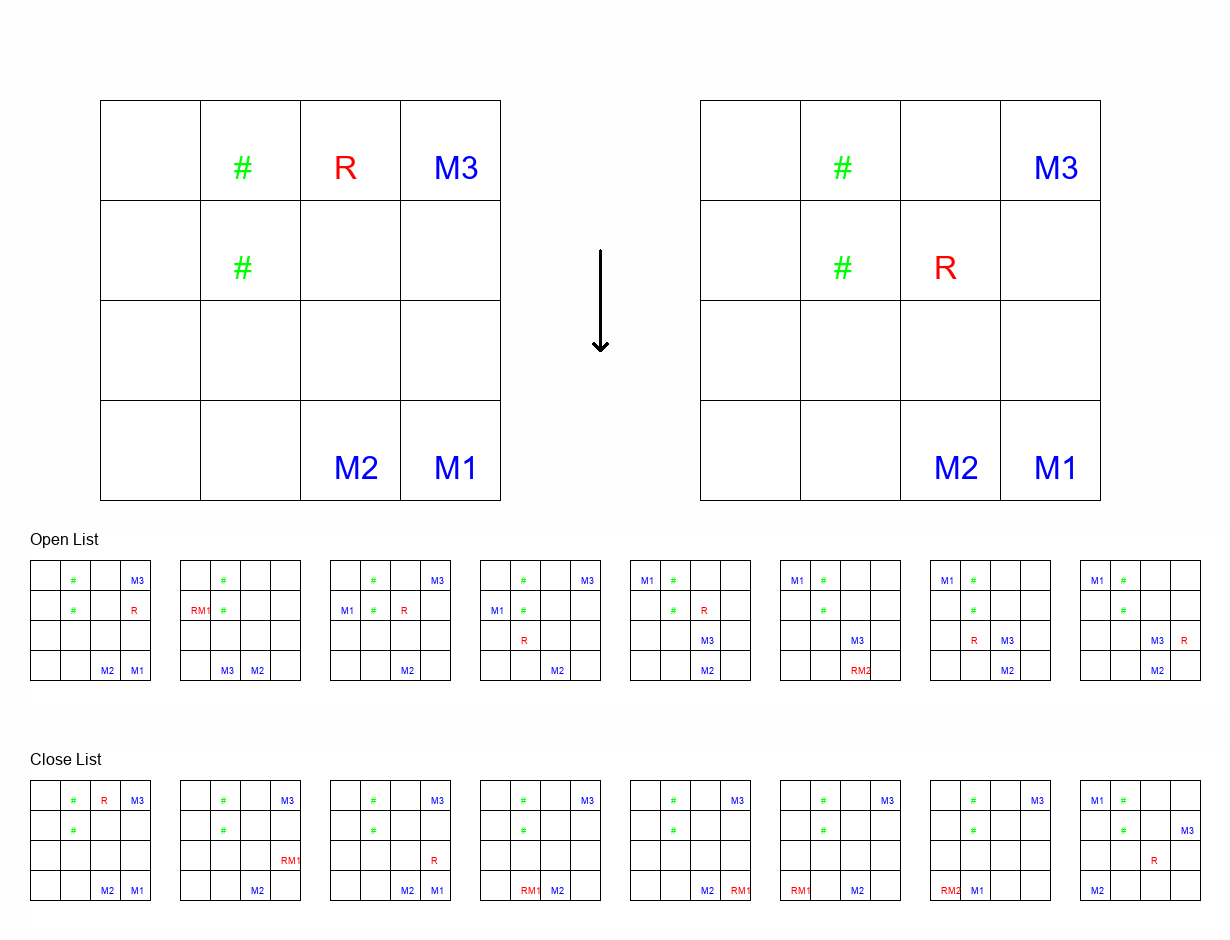 # R M3 # M3
# # R
M2 M1 M2 M1
Open List
# M3 # # M3 # M3 M1 # M1 # M1 # M1 #
# R RM1 # M1 # R M1 # # R # # #
R M3 M3 R M3 M3 R
M2 M1 M3 M2 M2 M2 M2 RM2 M2 M2
Close List
# R M3 # M3 # M3 # M3 # M3 # M3 # M3 M1 #
# # # # # # # # M3
RM1 R R
M2 M1 M2 M2 M1 RM1 M2 M2 RM1 RM1 M2 RM2 M1 M2